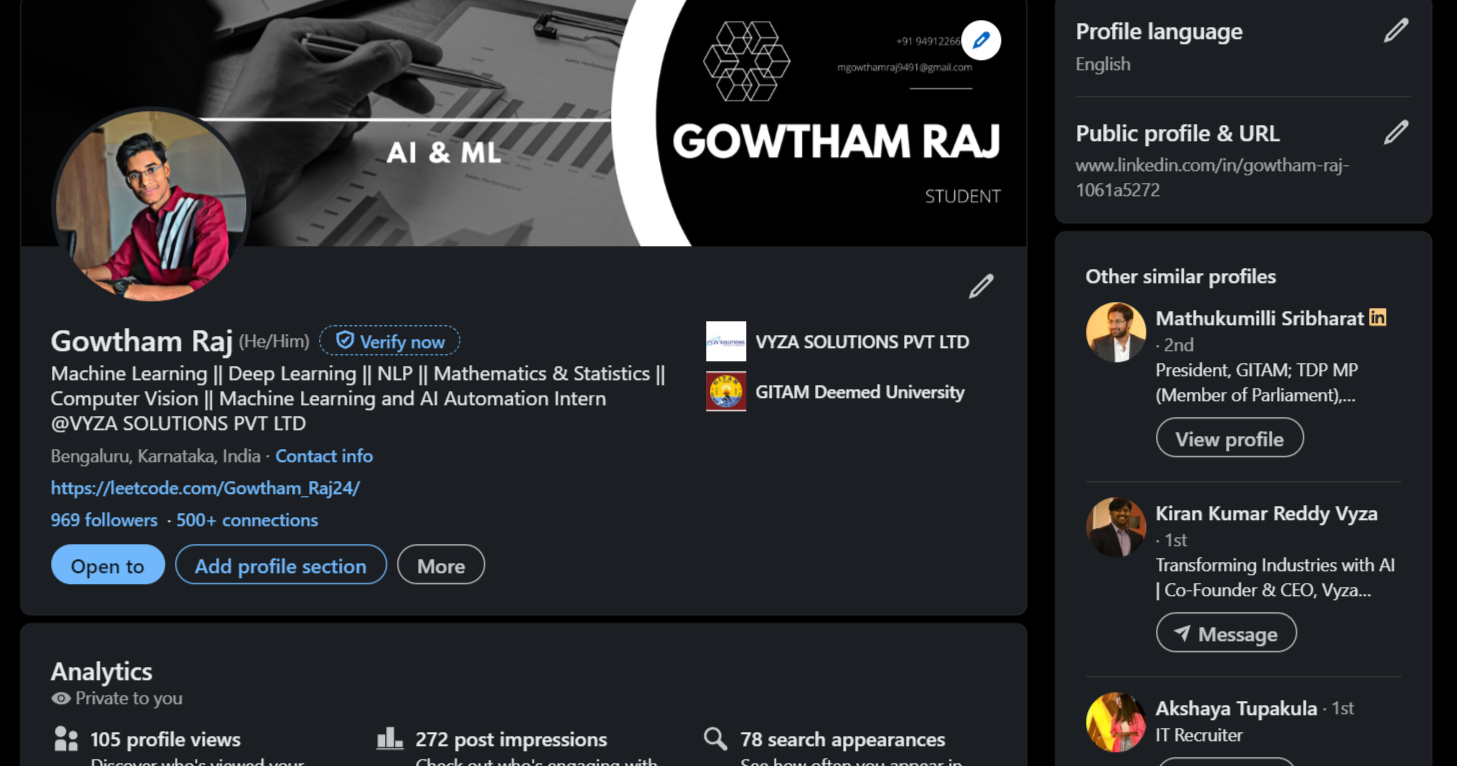 +91 94912266
mgowthamraj9491@gmail.com
AI & ML
GOWTHAM RAJ
STUDENT
Gowtham Raj (He/Him) Verify now
Machine Learning || Deep Learning || NLP || Mathematics & Statistics ||
Computer Vision || Machine Learning and AI Automation Intern
@VYZA SOLUTIONS PVT LTD
Bengaluru, Karnataka, India · Contact info
https://leetcode.com/Gowtham_Raj24/
969 followers · 500+ connections
Open to
Add profile section
More
VYZA SOLUTIONS PVT LTD
GITAM
GITAM Deemed University
Analytics
Private to you
105 profile views
Discover who's viewed your
272 post impressions
Check out who's engaging with
78 search appearances
See how often you appear in
Profile language
English
Public profile & URL
www.linkedin.com/in/gowtham-raj-
1061a5272
Other similar profiles
Mathukumilli Sribharat in
· 2nd
President, GITAM; TDP MP
(Member of Parliament),...
View profile
Kiran Kumar Reddy Vyza
· 1st
Transforming Industries with AI
| Co-Founder & CEO, Vyza...
Message
Akshaya Tupakula · 1st
IT Recruiter